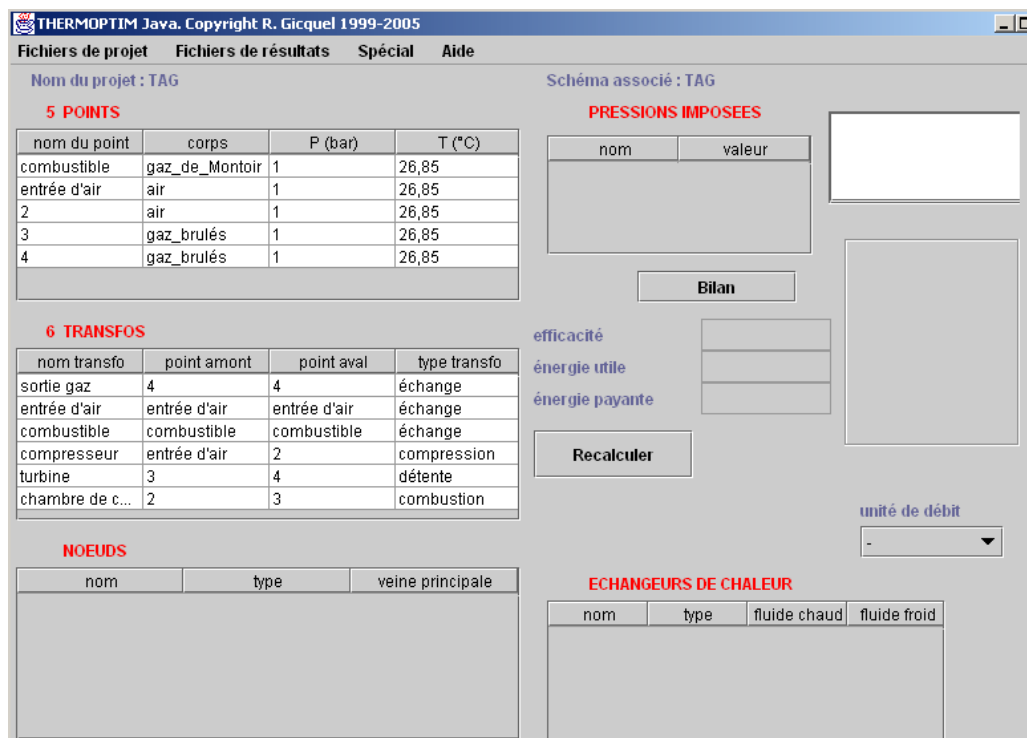 THERMOPTIM Java. Copyright R. Gicquel 1999-2005
Fichiers de projet Fichiers de résultats Spécial Aide
Nom du projet : TAG
Schéma associé : TAG
5 POINTS
nom du point corps P (bar) T (°C)
combustible gaz_de_Montoir 1 26,85
entrée d'air air 1 26,85
2 air 1 26,85
3 gaz_brulés 1 26,85
4 gaz_brulés 1 26,85
PRESSIONS IMPOSEES
nom valeur
Bilan
6 TRANSFOS
nom transfo point amont point aval type transfo
sortie gaz 4 4 échange
entrée d'air entrée d'air entrée d'air échange
combustible combustible combustible échange
compresseur entrée d'air 2 compression
turbine 3 4 détente
chambre de c... 2 3 combustion
efficacité
énergie utile
énergie payante
Recalculer
unité de débit
-
NOEUDS
nom type veine principale
ECHANGEURS DE CHALEUR
nom type fluide chaud fluide froid